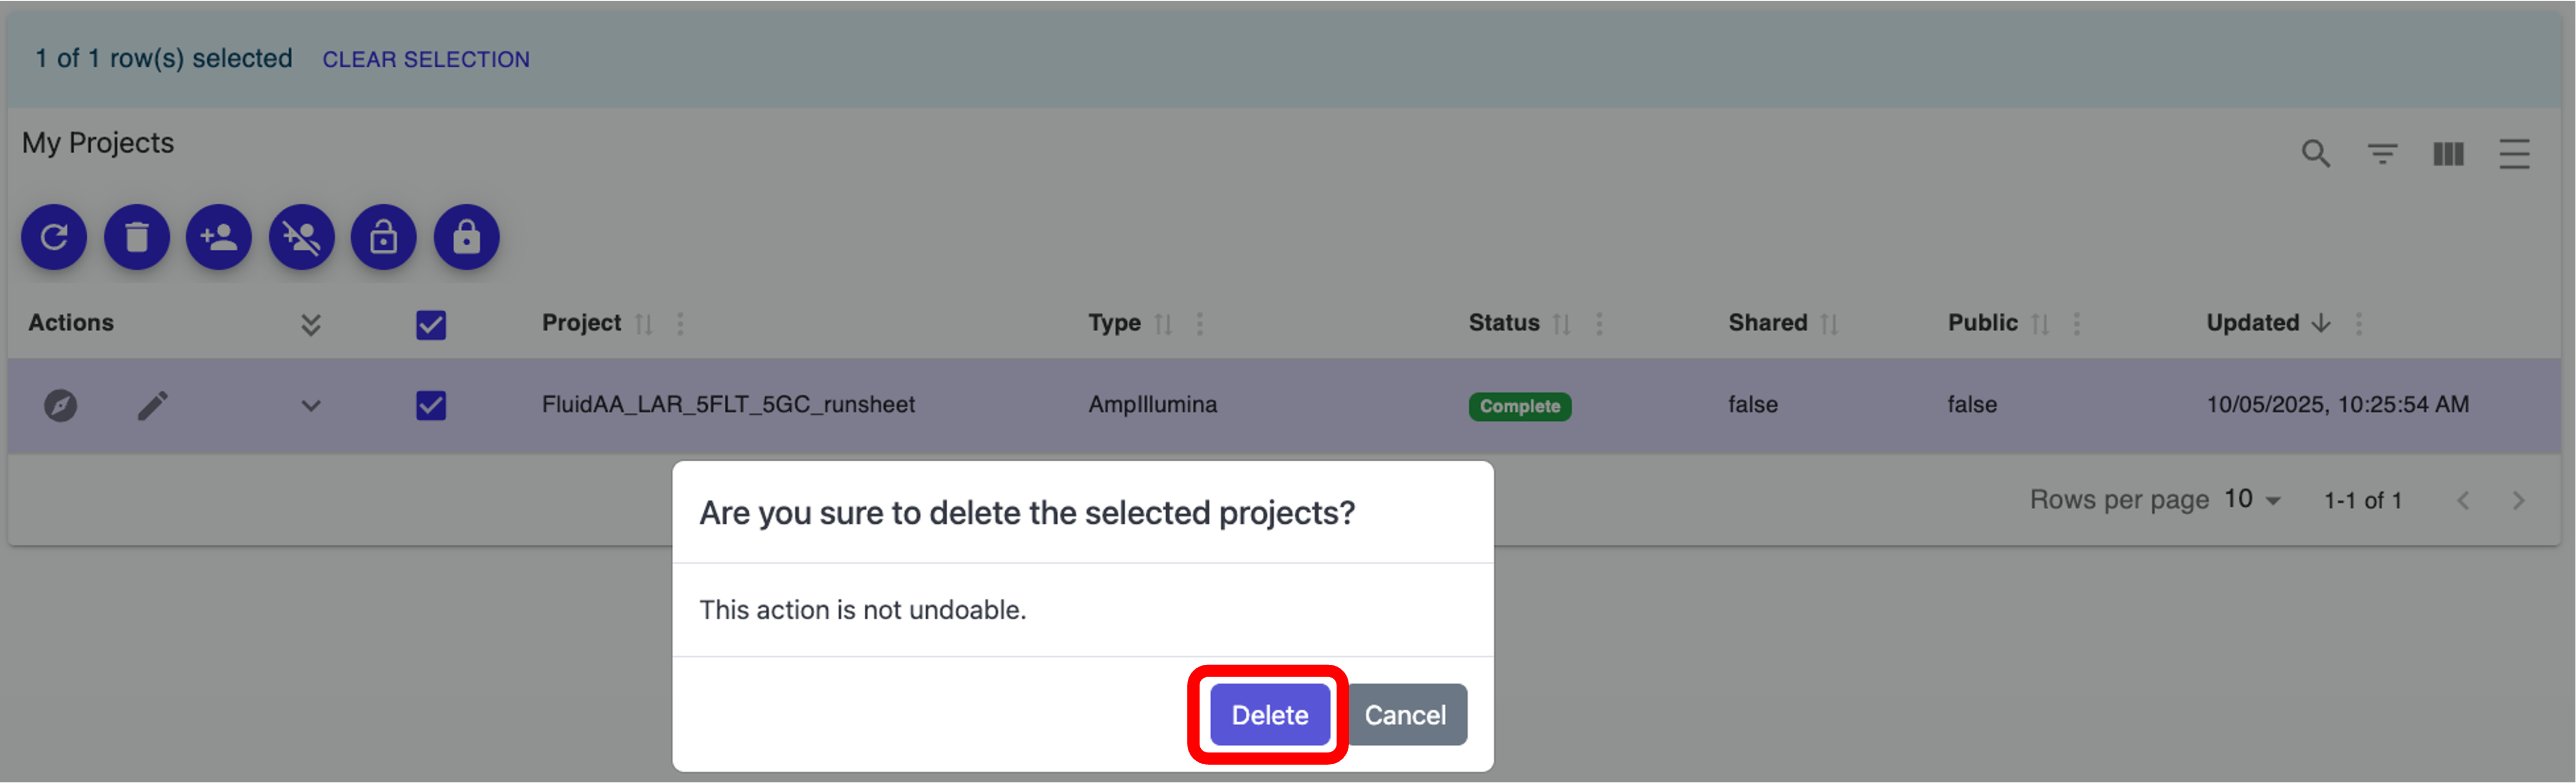 1 of 1 row(s) selected CLEAR SELECTION
My Projects
Actions Project Type Status Shared Public Updated
FluidAA_LAR_5FLT_5GC_runsheet AmpIllumina Complete false false 10/05/2025, 10:25:54 AM
Rows per page 10 1-1 of 1
Are you sure to delete the selected projects?
This action is not undoable.
Delete Cancel